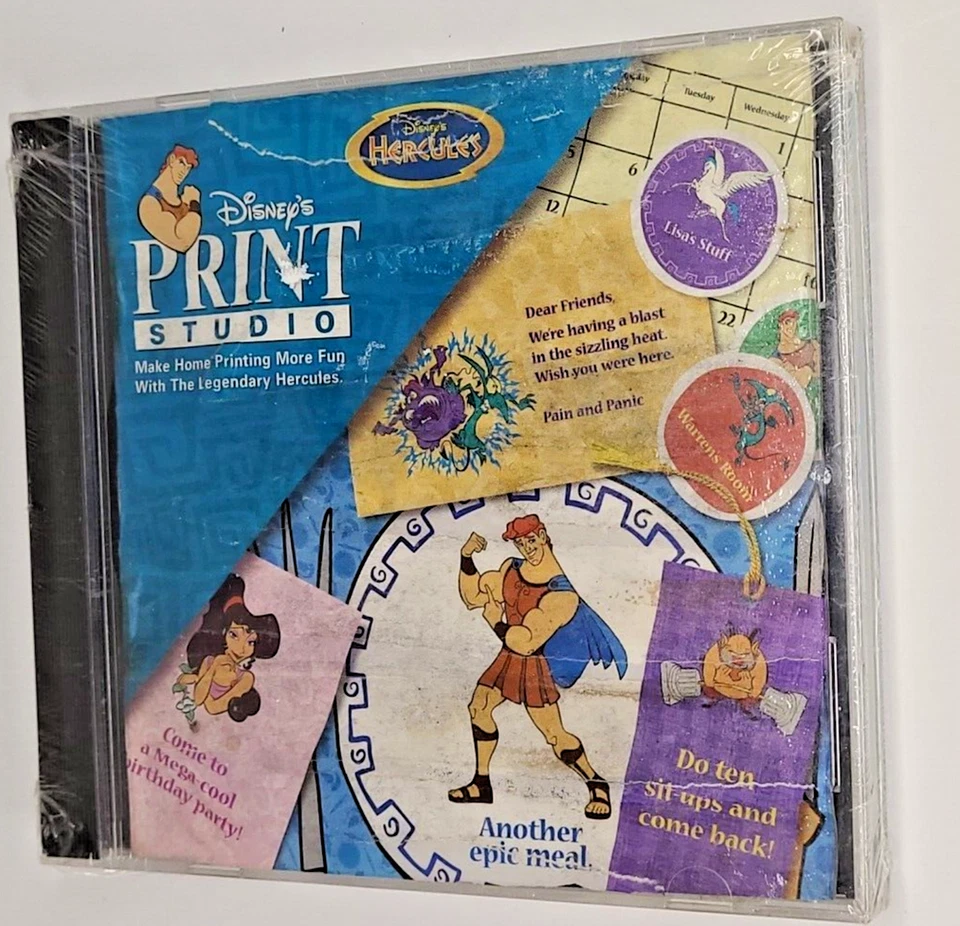 Disney's
HERCULES
Disney's
PRINT
STUDIO
Make Home Printing More Fun
With The Legendary Hercules.
Tuesday
Wednesday
1
5
6
12
22
Lisa's Stuff
Dear Friends,
We're having a blast
in the sizzling heat.
Wish you were here.
Pain and Panic
Warren's Room
Come to
a Mega-cool
birthday party!
Another
epic meal.
Do ten
sit-ups and
come back!